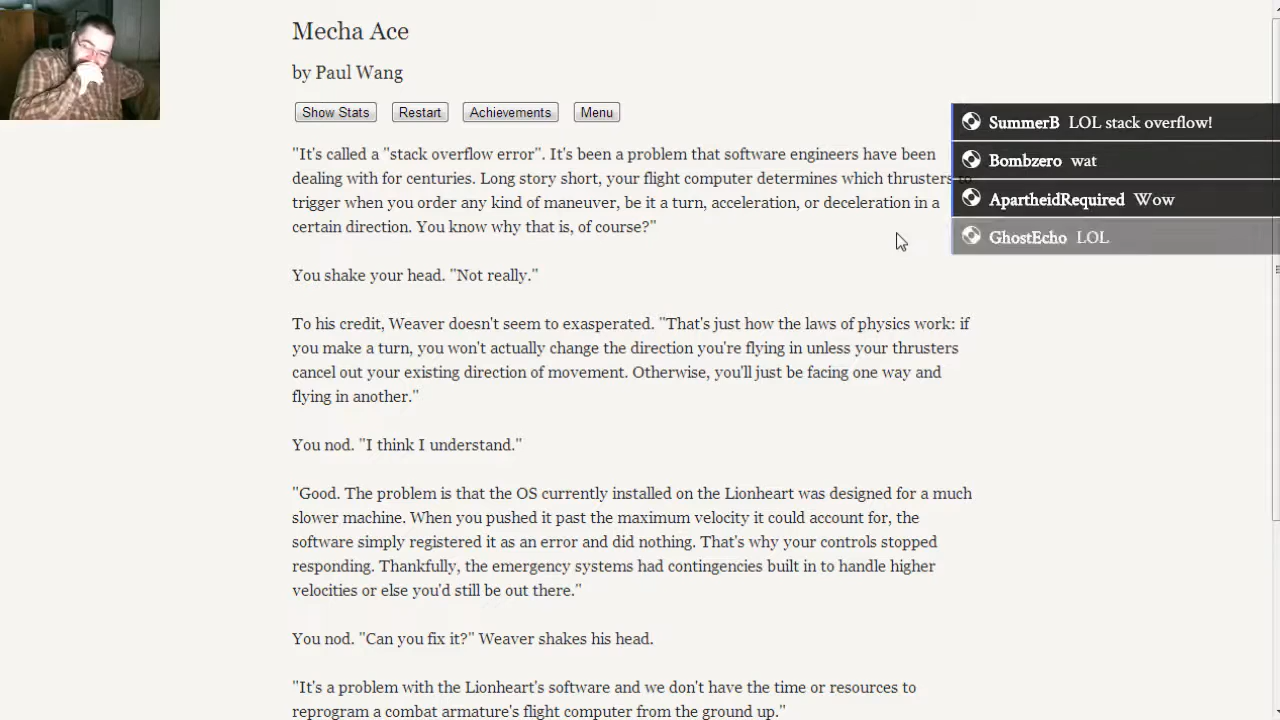 Mecha Ace
by Paul Wang
Show Stats
Restart
Achievements
Menu
"It's called a "stack overflow error". It's been a problem that software engineers have been
dealing with for centuries. Long story short, your flight computer determines which thrusters to
trigger when you order any kind of maneuver, be it a turn, acceleration, or deceleration in a
certain direction. You know why that is, of course?"
You shake your head. "Not really."
To his credit, Weaver doesn't seem to exasperated. "That's just how the laws of physics work: if
you make a turn, you won't actually change the direction you're flying in unless your thrusters
cancel out your existing direction of movement. Otherwise, you'll just be facing one way and
flying in another."
You nod. "I think I understand."
"Good. The problem is that the OS currently installed on the Lionheart was designed for a much
slower machine. When you pushed it past the maximum velocity it could account for, the
software simply registered it as an error and did nothing. That's why your controls stopped
responding. Thankfully, the emergency systems had contingencies built in to handle higher
velocities or else you'd still be out there."
You nod. "Can you fix it?" Weaver shakes his head.
"It's a problem with the Lionheart's software and we don't have the time or resources to
reprogram a combat armature's flight computer from the ground up."
SummerB LOL stack overflow!
Bombzero wat
ApartheidRequired Wow
GhostEcho LOL